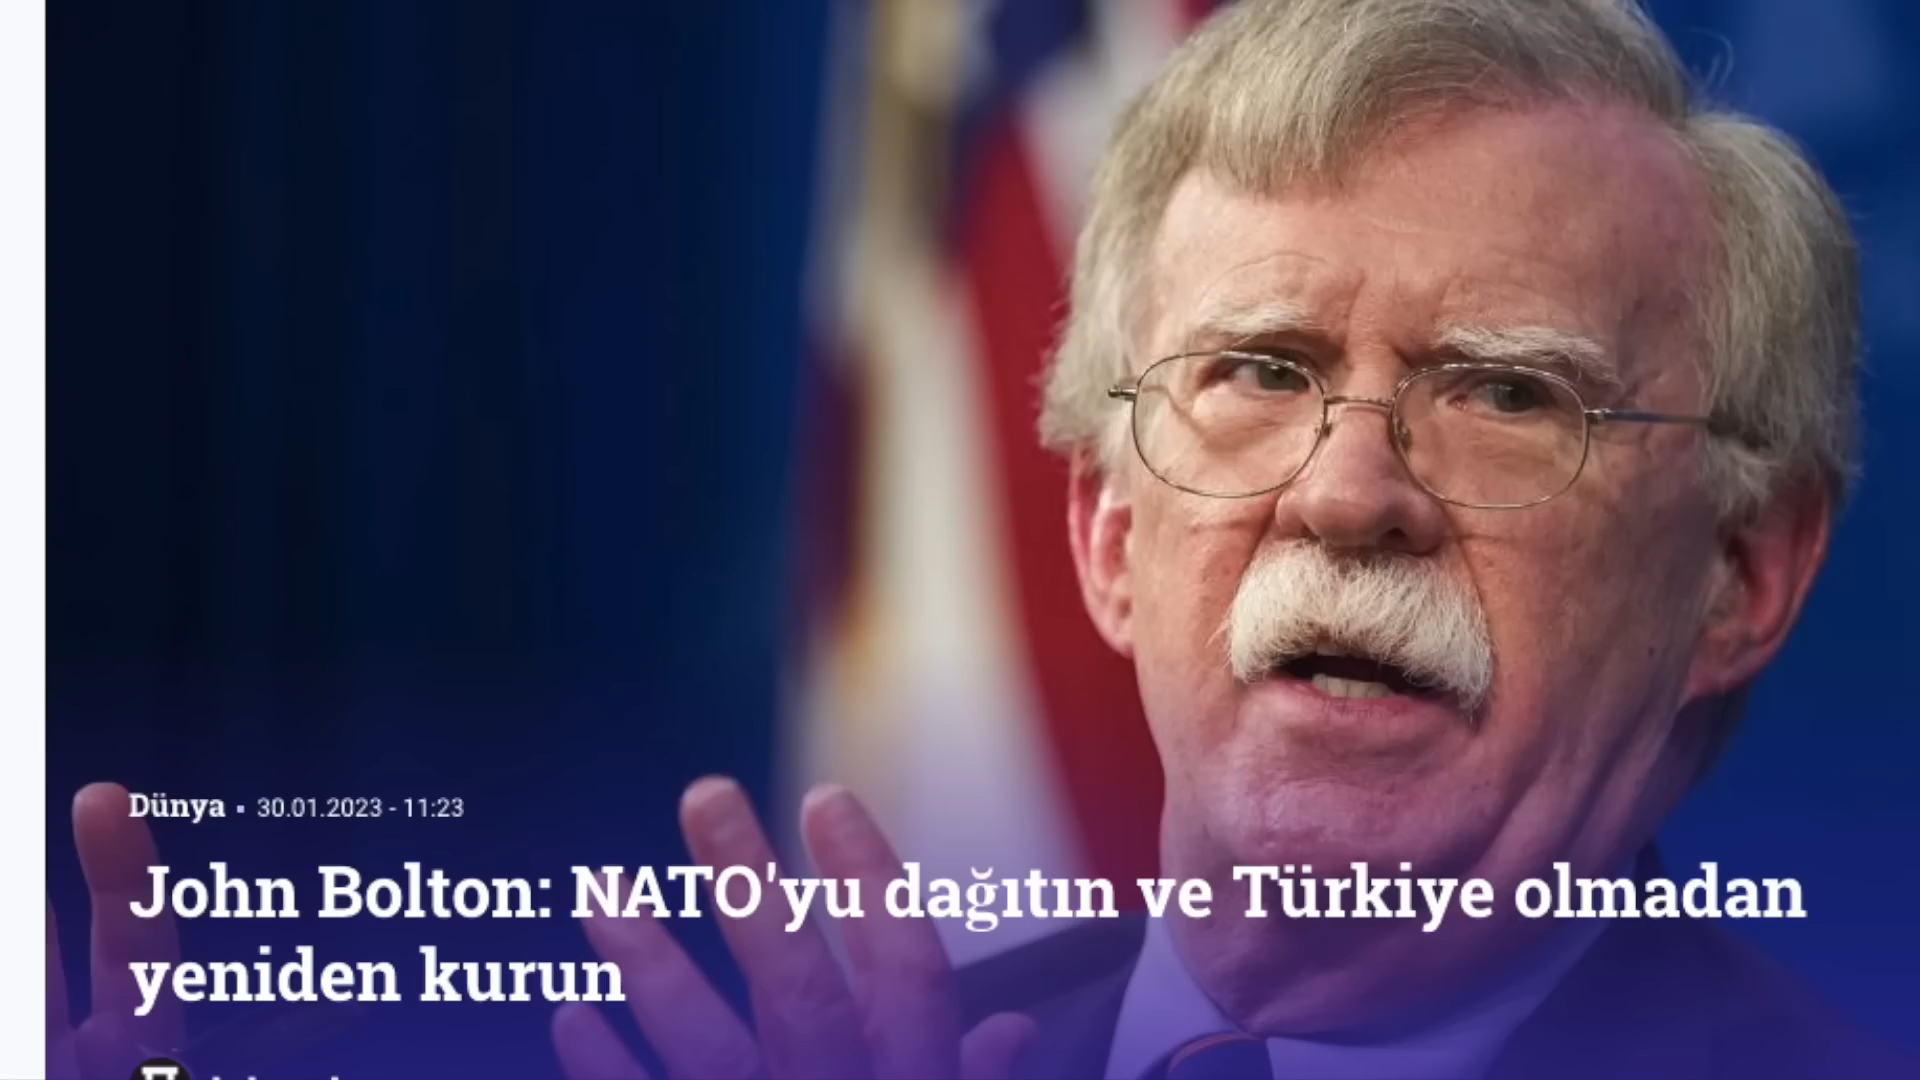 Dünya ▪ 30.01.2023 - 11:23
John Bolton: NATO'yu dağıtın ve Türkiye olmadan
yeniden kurun